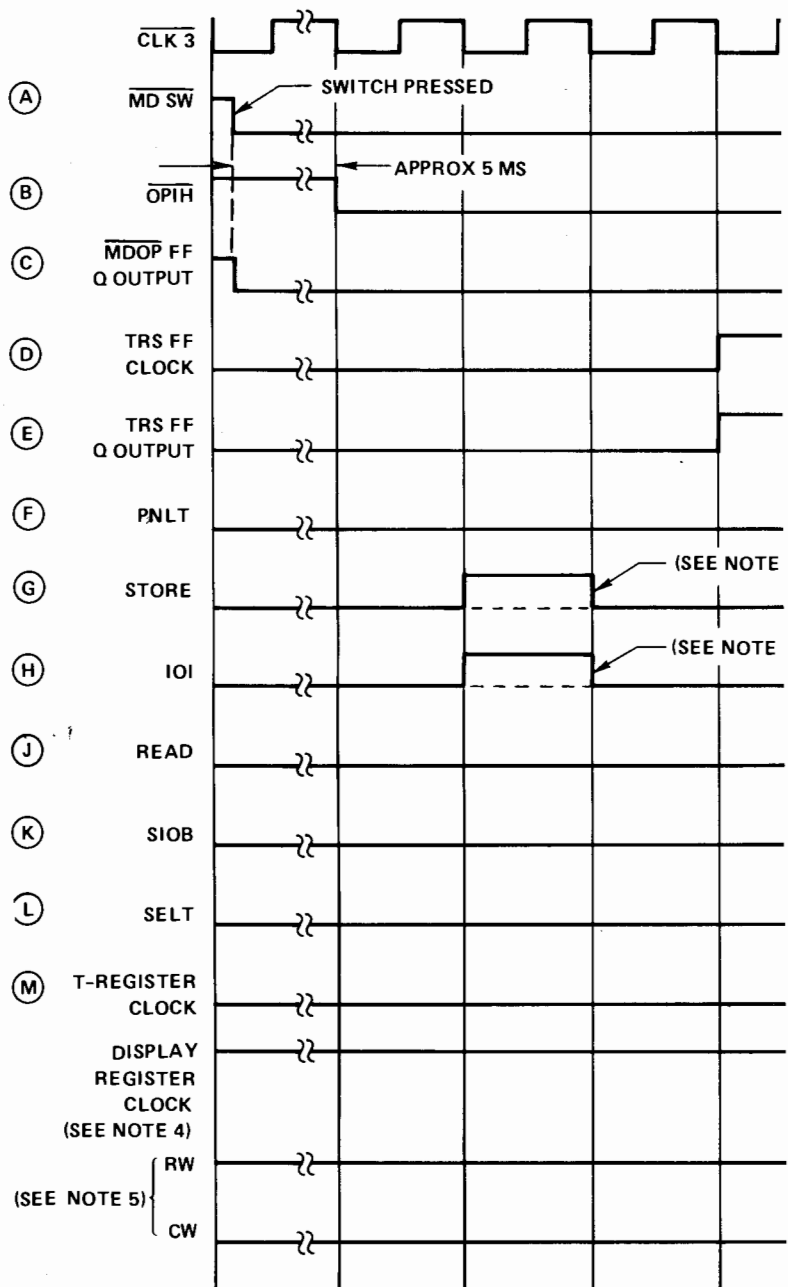 CLK 3
A MD SW SWITCH PRESSED
APPROX 5 MS
B OPIH
C MDOP FF
Q OUTPUT
D TRS FF
CLOCK
E TRS FF
Q OUTPUT
F PNLT
G STORE (SEE NOTE
H IOI (SEE NOTE
J READ
K SIOB
L SELT
M T-REGISTER
CLOCK
DISPLAY
REGISTER
CLOCK
(SEE NOTE 4)
RW
(SEE NOTE 5)
CW